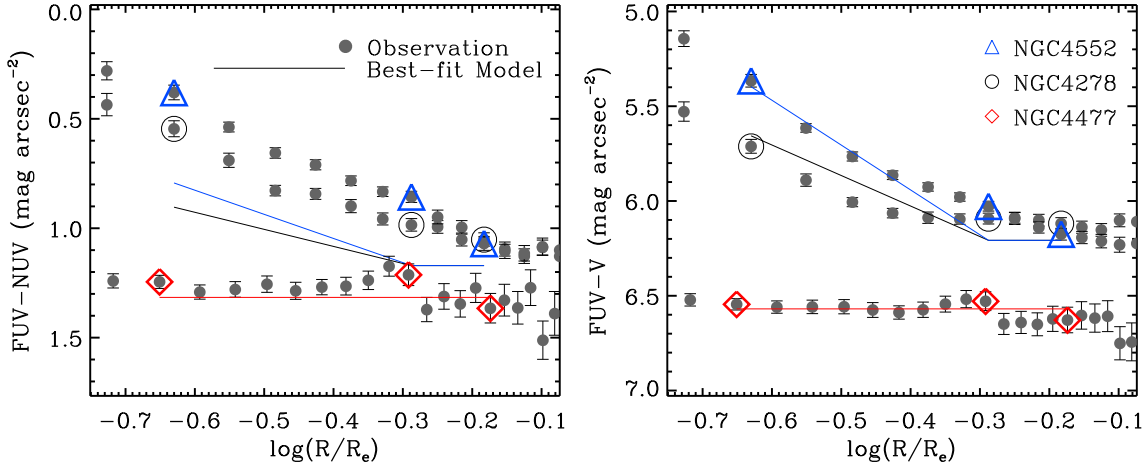 Observation
Best-fit Model
FUV−NUV (mag arcsec⁻²)
0.0
0.5
1.0
1.5
−0.7 −0.6 −0.5 −0.4 −0.3 −0.2 −0.1
log(R/Rₑ)
NGC4552
NGC4278
NGC4477
FUV−V (mag arcsec⁻²)
5.0
5.5
6.0
6.5
7.0
−0.7 −0.6 −0.5 −0.4 −0.3 −0.2 −0.1
log(R/Rₑ)